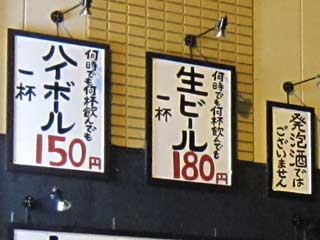 何時でも何杯飲んでも
ハイボール
一杯
150円
何時でも何杯飲んでも
生ビール
一杯
180円
発泡酒では
ございません